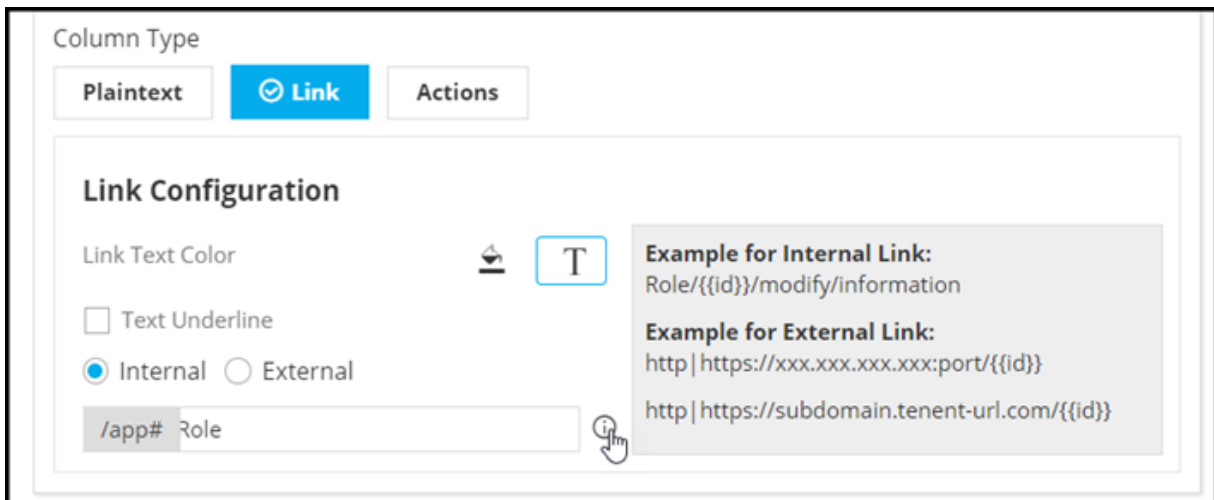 Column Type
Plaintext
Link
Actions
Link Configuration
Link Text Color
T
Text Underline
Internal
External
/app# Role
Example for Internal Link:
Role/{{id}}/modify/information
Example for External Link:
http|https://xxx.xxx.xxx.xxx:port/{{id}}
http|https://subdomain.tenent-url.com/{{id}}